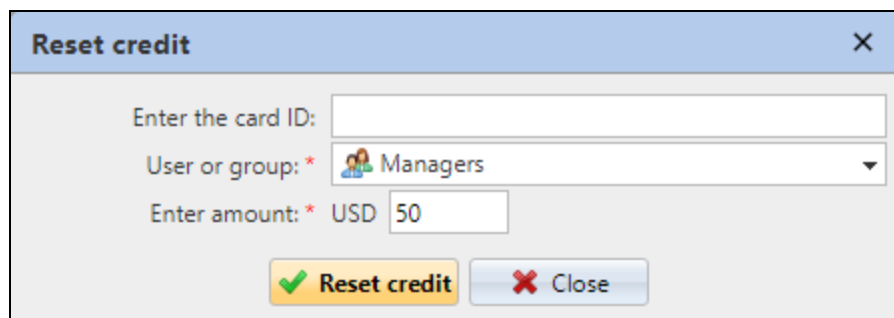 Reset credit
Enter the card ID:
User or group: * Managers
Enter amount: * USD 50
Reset credit Close